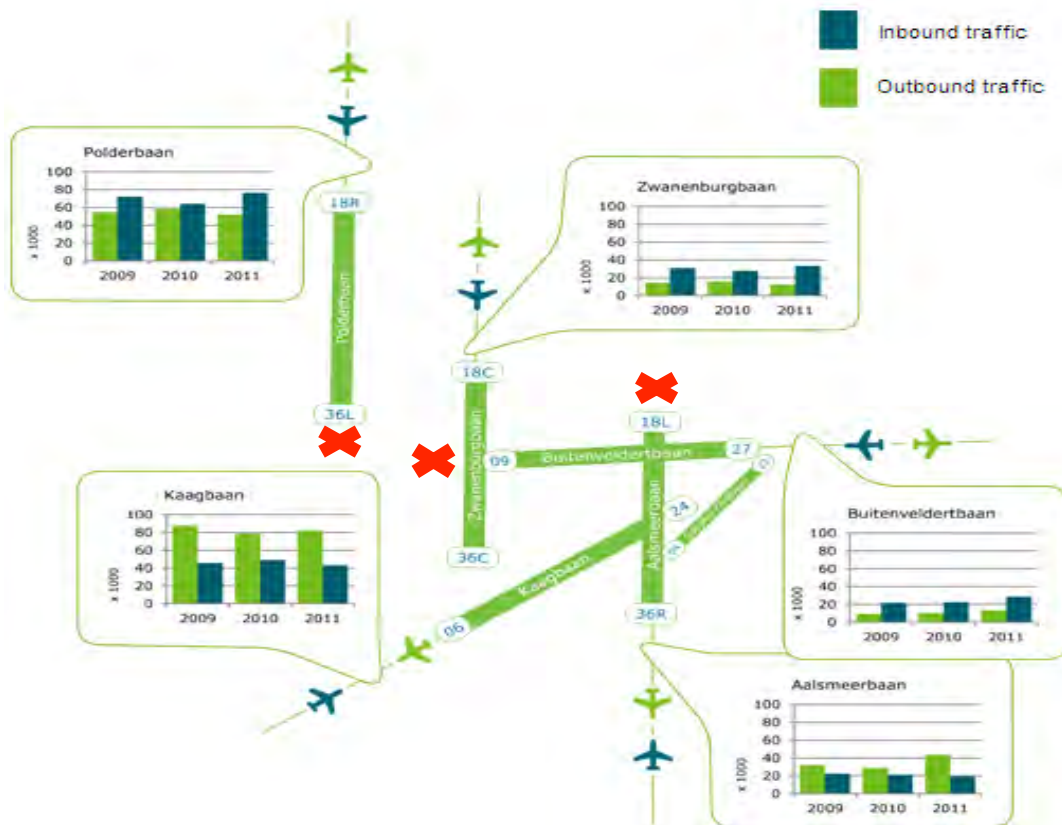 Inbound traffic
Outbound traffic
Polderbaan
100
80
60
40
20
0
x 1000
2009 2010 2011
18R
Polderbaan
36L
Zwanenburgbaan
100
80
60
40
20
0
x 1000
2009 2010 2011
18C
Zwanenburgbaan
36C
18L
Aalsmeerbaan
36R
09
Buitenveldertbaan
27
24
Kaagbaan
06
Kaagbaan
100
80
60
40
20
0
x 1000
2009 2010 2011
Buitenveldertbaan
100
80
60
40
20
0
x 1000
2009 2010 2011
Aalsmeerbaan
100
80
60
40
20
0
x 1000
2009 2010 2011